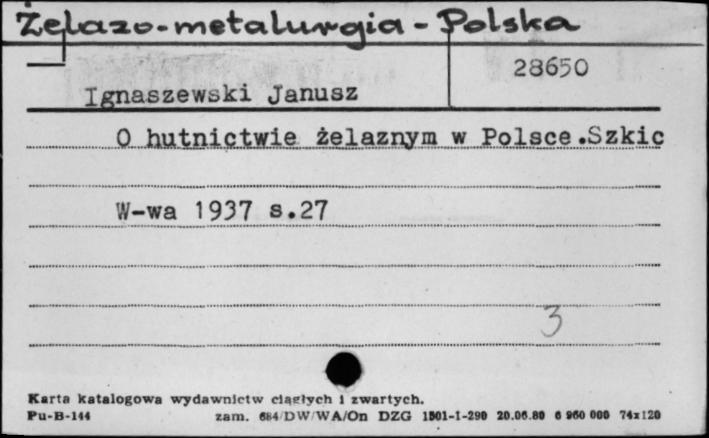 Żelazo-metalurgia - Polska
28650
Ignaszewski Janusz
O hutnictwie żelaznym w Polsce.Szkic
W-wa 1937 s.27
3
Karta katalogowa wydawnictw ciągłych i zwartych.
Pu-B-144 zam. 684/DW/WA/On DZG 1801-1-290 20.06.80 6 960 000 74x120